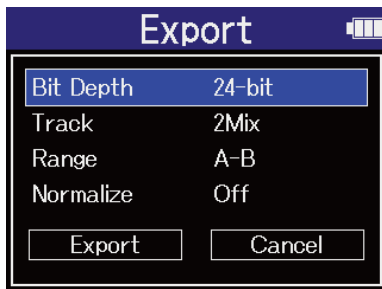 Export
Bit Depth 24-bit
Track 2Mix
Range A-B
Normalize Off
Export Cancel